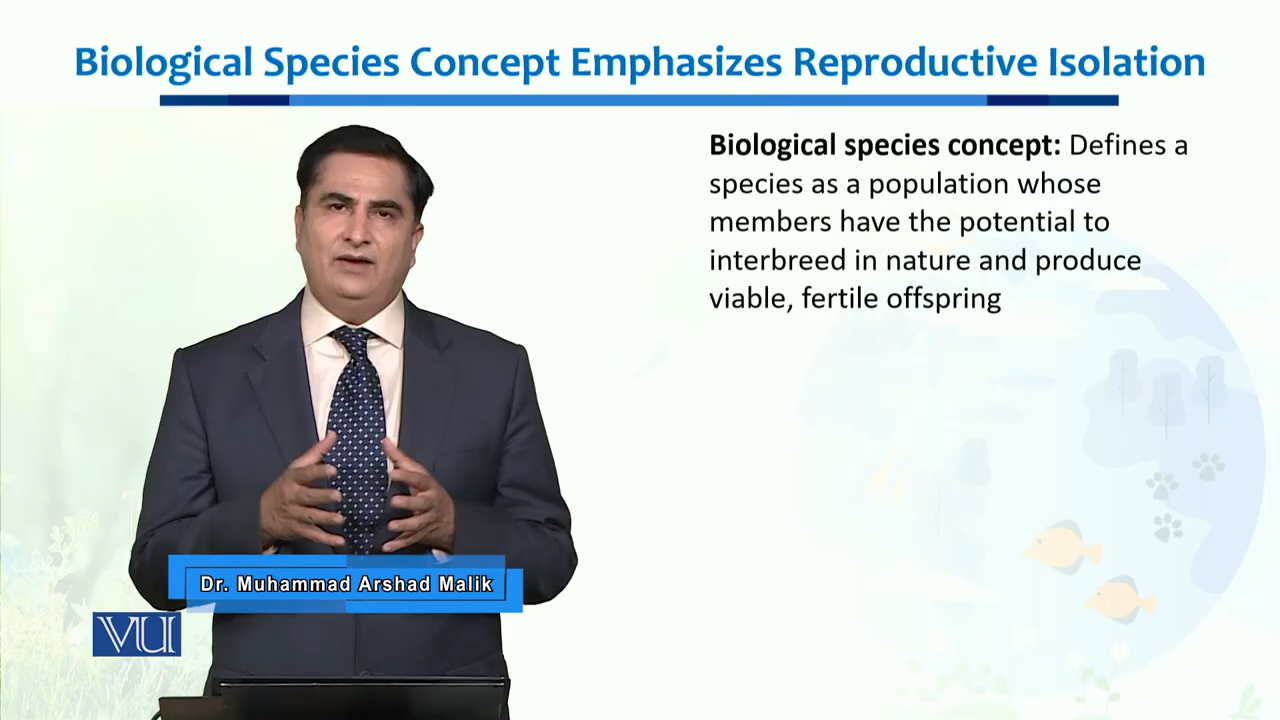 Biological Species Concept Emphasizes Reproductive Isolation
Biological species concept: Defines a
species as a population whose
members have the potential to
interbreed in nature and produce
viable, fertile offspring
Dr. Muhammad Arshad Malik
VU